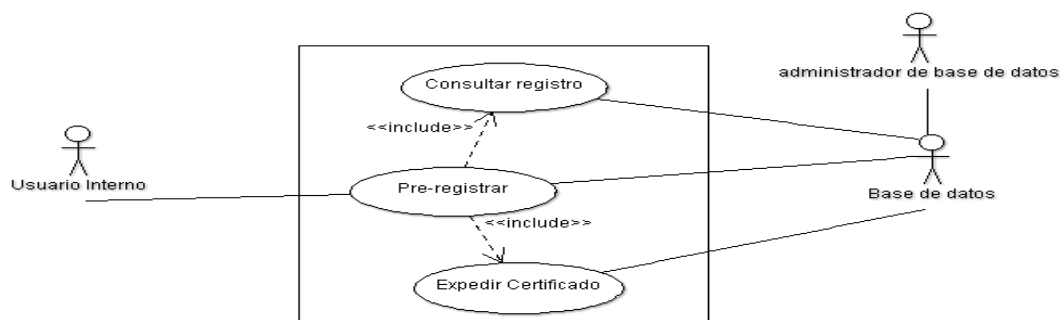 Consultar registro
administrador de base de datos
<<include>>
Usuario Interno
Pre-registrar
Base de datos
<<include>>
Expedir Certificado